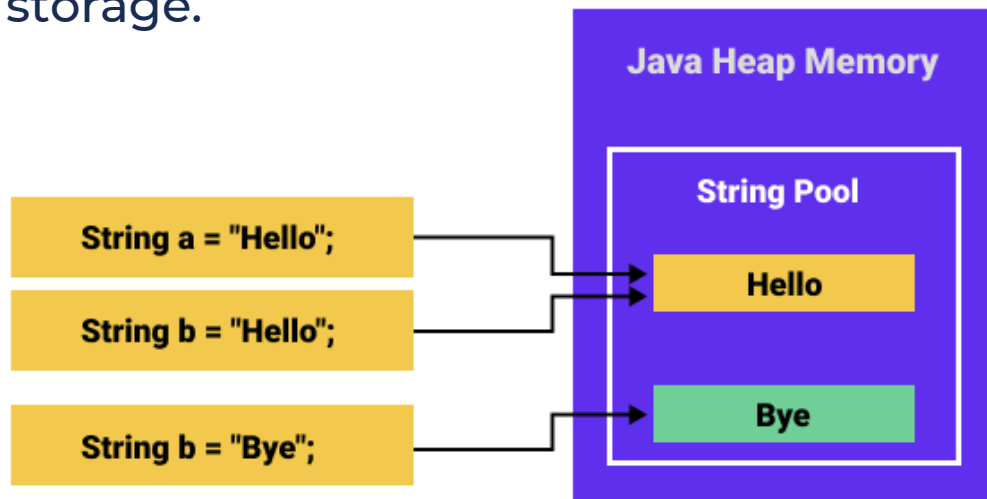 storage.
Java Heap Memory
String Pool
String a = "Hello";
Hello
String b = "Hello";
String b = "Bye";
Bye